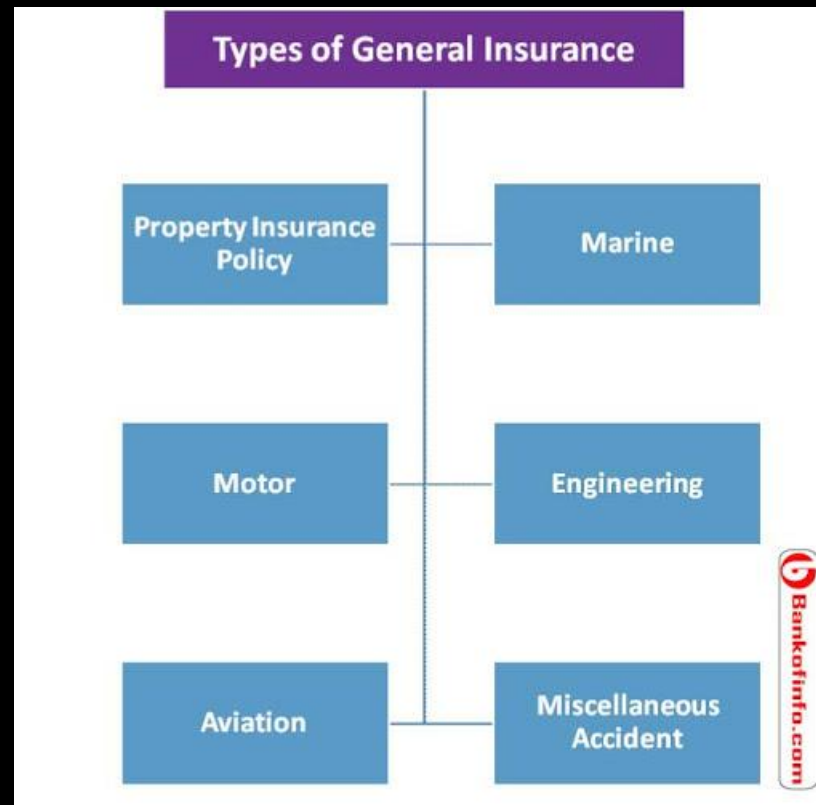 Types of General Insurance
Property Insurance
Policy
Marine
Motor
Engineering
Aviation
Miscellaneous
Accident
Bankofinfo.com